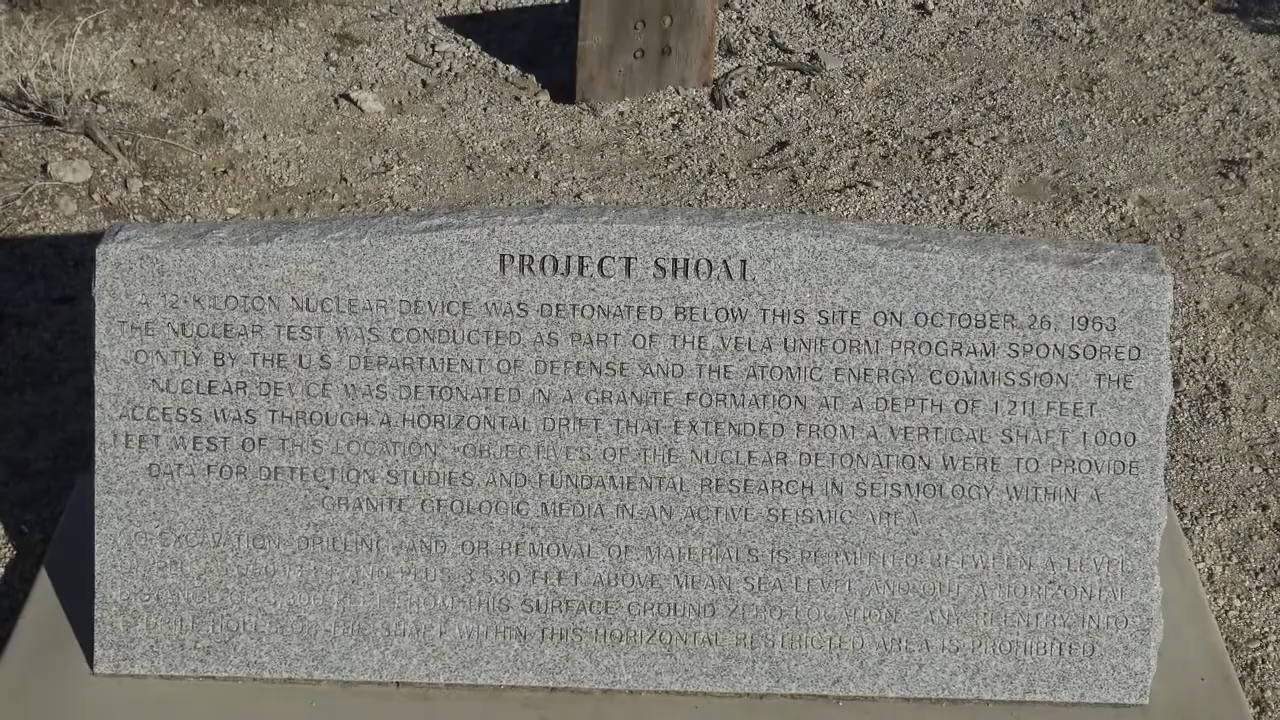 PROJECT SHOAL
A 12-KILOTON NUCLEAR DEVICE WAS DETONATED BELOW THIS SITE ON OCTOBER 26, 1963.
THE NUCLEAR TEST WAS CONDUCTED AS PART OF THE VELA UNIFORM PROGRAM SPONSORED
JOINTLY BY THE U.S. DEPARTMENT OF DEFENSE AND THE ATOMIC ENERGY COMMISSION. THE
NUCLEAR DEVICE WAS DETONATED IN A GRANITE FORMATION AT A DEPTH OF 1,211 FEET.
ACCESS WAS THROUGH A HORIZONTAL DRIFT THAT EXTENDED FROM A VERTICAL SHAFT 1,000
FEET WEST OF THIS LOCATION. OBJECTIVES OF THE NUCLEAR DETONATION WERE TO PROVIDE
DATA FOR DETECTION STUDIES AND FUNDAMENTAL RESEARCH IN SEISMOLOGY WITHIN A
GRANITE GEOLOGIC MEDIA IN AN ACTIVE SEISMIC AREA.
NO EXCAVATION, DRILLING, AND/OR REMOVAL OF MATERIALS IS PERMITTED BETWEEN A LEVEL
OF PLUS FEET AND PLUS 3,530 FEET ABOVE MEAN SEA LEVEL AND OUT A HORIZONTAL
DISTANCE OF FEET FROM THIS SURFACE GROUND ZERO LOCATION. ANY REENTRY INTO
DRILL HOLES OR THE SHAFT WITHIN THIS HORIZONTAL RESTRICTED AREA IS PROHIBITED.